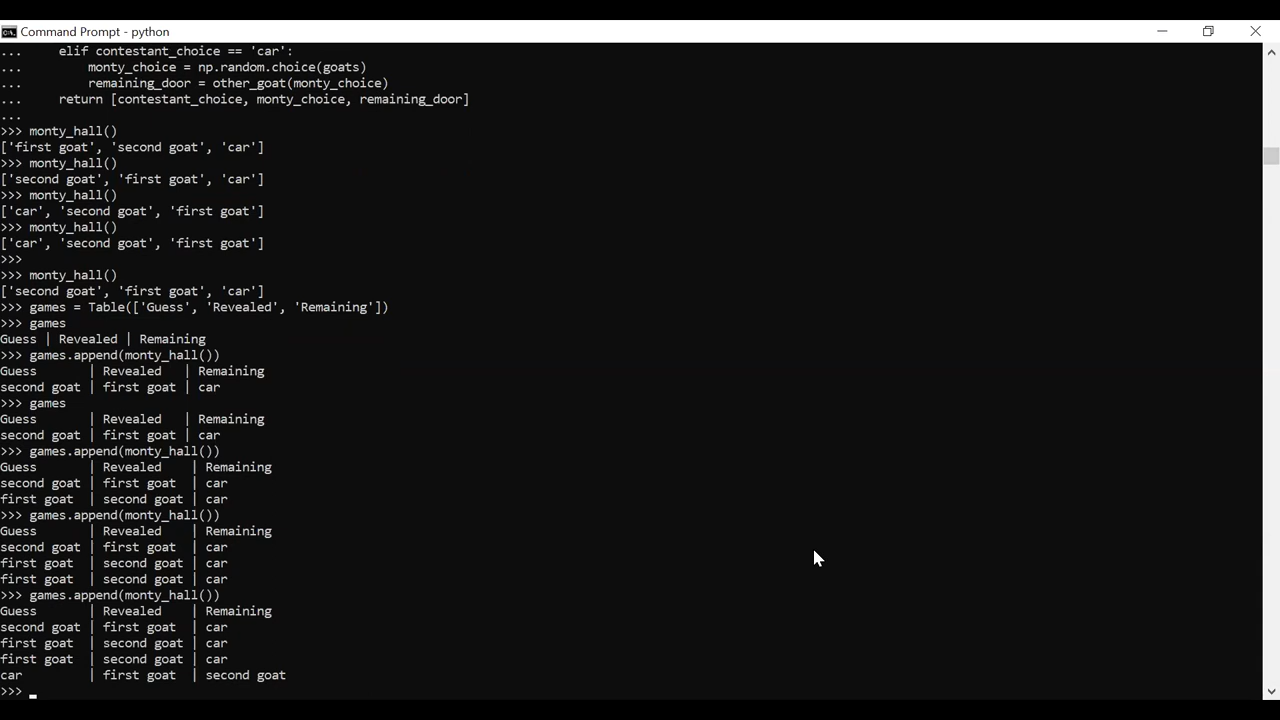 Command Prompt - python
...     elif contestant_choice == 'car':
...         monty_choice = np.random.choice(goats)
...         remaining_door = other_goat(monty_choice)
...     return [contestant_choice, monty_choice, remaining_door]
...
>>> monty_hall()
['first goat', 'second goat', 'car']
>>> monty_hall()
['second goat', 'first goat', 'car']
>>> monty_hall()
['car', 'second goat', 'first goat']
>>> monty_hall()
['car', 'second goat', 'first goat']
>>>
>>> monty_hall()
['second goat', 'first goat', 'car']
>>> games = Table(['Guess', 'Revealed', 'Remaining'])
>>> games
Guess | Revealed | Remaining
>>> games.append(monty_hall())
Guess       | Revealed   | Remaining
second goat | first goat | car
>>> games
Guess       | Revealed   | Remaining
second goat | first goat | car
>>> games.append(monty_hall())
Guess       | Revealed    | Remaining
second goat | first goat  | car
first goat  | second goat | car
>>> games.append(monty_hall())
Guess       | Revealed    | Remaining
second goat | first goat  | car
first goat  | second goat | car
first goat  | second goat | car
>>> games.append(monty_hall())
Guess       | Revealed    | Remaining
second goat | first goat  | car
first goat  | second goat | car
first goat  | second goat | car
car         | first goat  | second goat
>>>